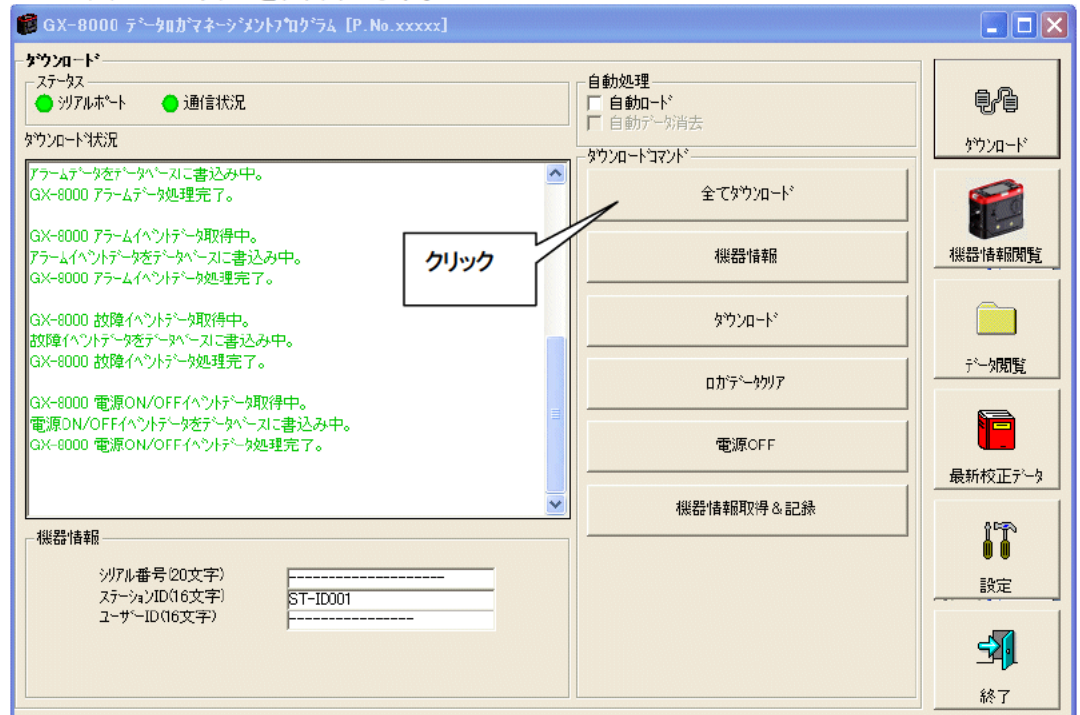 GX-8000 ﾃﾞｰﾀﾛｶﾞﾏﾈｰｼﾞﾒﾝﾄﾌﾟﾛｸﾞﾗﾑ [P.No.xxxxx]
ﾀﾞｳﾝﾛｰﾄﾞ
ｽﾃｰﾀｽ
ｼﾘｱﾙﾎﾟｰﾄ
通信状況
自動処理
自動ﾛｰﾄﾞ
自動ﾃﾞｰﾀ消去
ﾀﾞｳﾝﾛｰﾄﾞ状況
ｱﾗｰﾑﾃﾞｰﾀをﾃﾞｰﾀﾍﾞｰｽに書込み中。
GX-8000 ｱﾗｰﾑﾃﾞｰﾀ処理完了。
GX-8000 ｱﾗｰﾑｲﾍﾞﾝﾄﾃﾞｰﾀ取得中。
ｱﾗｰﾑｲﾍﾞﾝﾄﾃﾞｰﾀをﾃﾞｰﾀﾍﾞｰｽに書込み中。
GX-8000 ｱﾗｰﾑｲﾍﾞﾝﾄﾃﾞｰﾀ処理完了。
GX-8000 故障ｲﾍﾞﾝﾄﾃﾞｰﾀ取得中。
故障ｲﾍﾞﾝﾄﾃﾞｰﾀをﾃﾞｰﾀﾍﾞｰｽに書込み中。
GX-8000 故障ｲﾍﾞﾝﾄﾃﾞｰﾀ処理完了。
GX-8000 電源ON/OFFｲﾍﾞﾝﾄﾃﾞｰﾀ取得中。
電源ON/OFFｲﾍﾞﾝﾄﾃﾞｰﾀをﾃﾞｰﾀﾍﾞｰｽに書込み中。
GX-8000 電源ON/OFFｲﾍﾞﾝﾄﾃﾞｰﾀ処理完了。
クリック
ﾀﾞｳﾝﾛｰﾄﾞｺﾏﾝﾄﾞ
全てﾀﾞｳﾝﾛｰﾄﾞ
機器情報
ﾀﾞｳﾝﾛｰﾄﾞ
ﾛｶﾞﾃﾞｰﾀｸﾘｱ
電源OFF
機器情報取得＆記録
機器情報
ｼﾘｱﾙ番号(20文字) --------------------
ｽﾃｰｼｮﾝID(16文字) ST-ID001
ﾕｰｻﾞｰID(16文字) ----------------
ﾀﾞｳﾝﾛｰﾄﾞ
機器情報閲覧
ﾃﾞｰﾀ閲覧
最新校正ﾃﾞｰﾀ
設定
終了